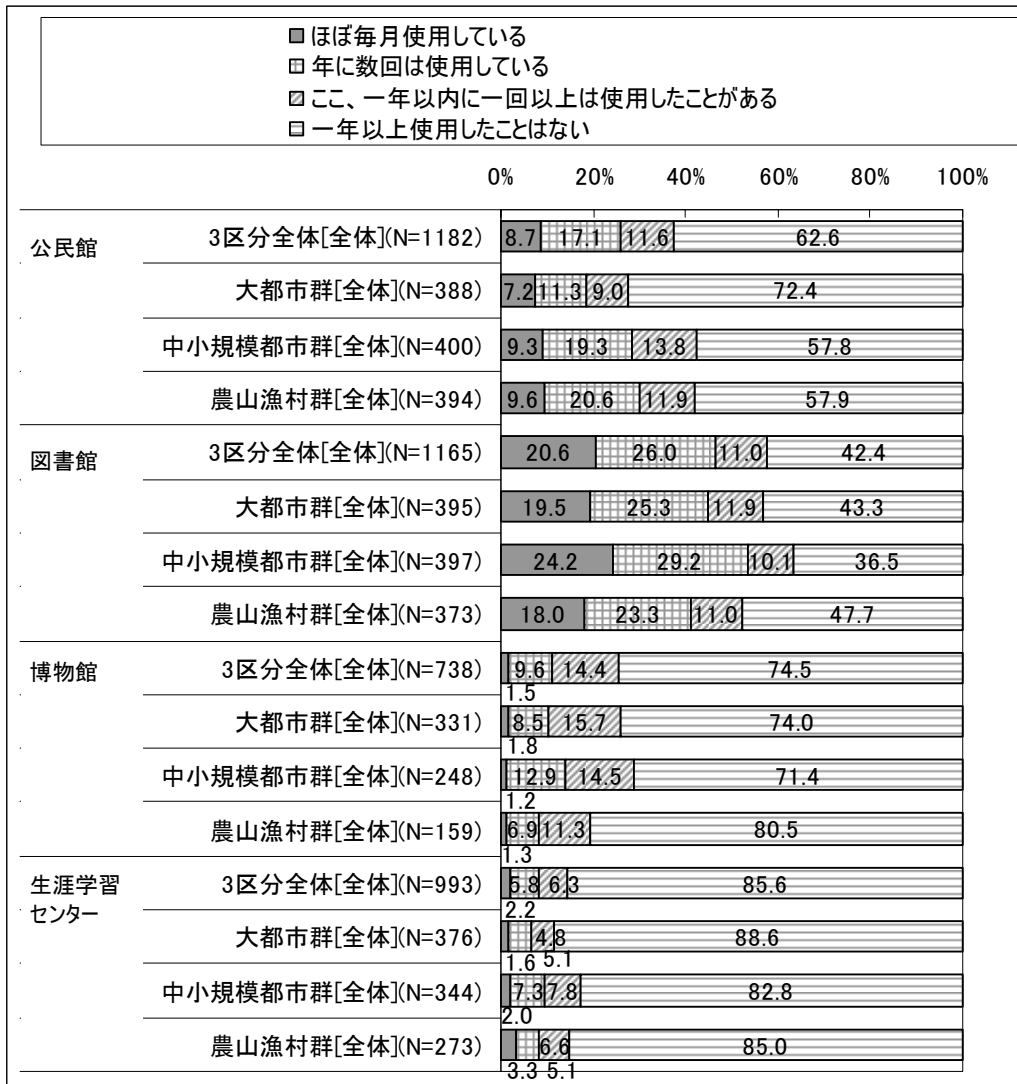 ほぼ毎月使用している
年に数回は使用している
ここ、一年以内に一回以上は使用したことがある
一年以上使用したことはない
0% 20% 40% 60% 80% 100%
公民館 3区分全体[全体](N=1182) 8.7 17.1 11.6 62.6
大都市群[全体](N=388) 7.2 11.3 9.0 72.4
中小規模都市群[全体](N=400) 9.3 19.3 13.8 57.8
農山漁村群[全体](N=394) 9.6 20.6 11.9 57.9
図書館 3区分全体[全体](N=1165) 20.6 26.0 11.0 42.4
大都市群[全体](N=395) 19.5 25.3 11.9 43.3
中小規模都市群[全体](N=397) 24.2 29.2 10.1 36.5
農山漁村群[全体](N=373) 18.0 23.3 11.0 47.7
博物館 3区分全体[全体](N=738) 9.6 14.4 74.5
1.5
大都市群[全体](N=331) 8.5 15.7 74.0
1.8
中小規模都市群[全体](N=248) 12.9 14.5 71.4
1.2
農山漁村群[全体](N=159) 6.9 11.3 80.5
1.3
生涯学習
センター
3区分全体[全体](N=993) 5.8 6.3 85.6
2.2
大都市群[全体](N=376) 4.8 88.6
1.6 5.1
中小規模都市群[全体](N=344) 7.3 7.8 82.8
2.0
農山漁村群[全体](N=273) 6.6 85.0
3.3 5.1